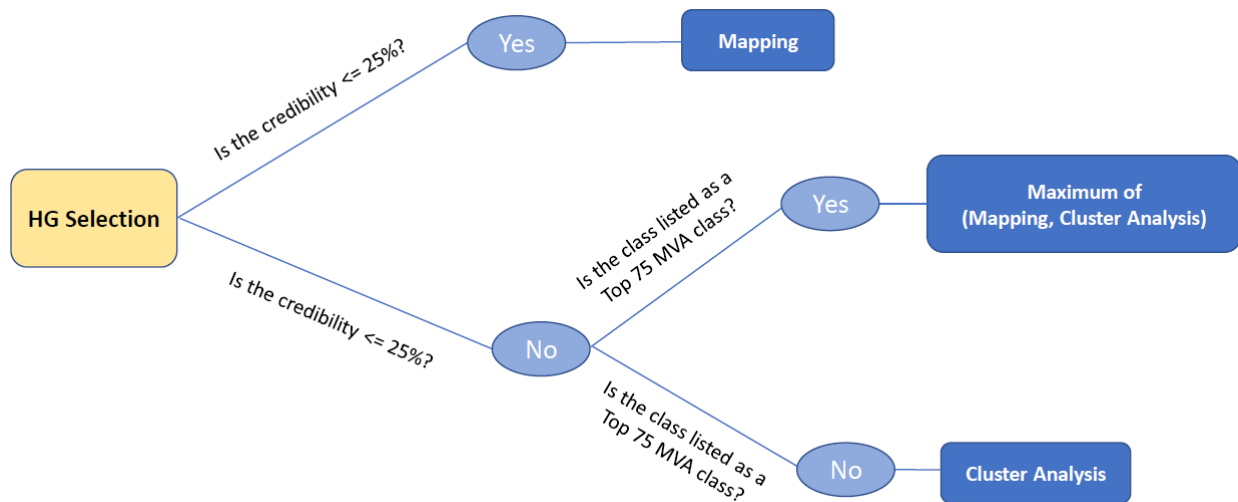 Is the credibility <= 25%?
Yes
Mapping
HG Selection
Is the class listed as a
Top 75 MVA class?
Yes
Maximum of
(Mapping, Cluster Analysis)
Is the credibility <= 25%?
No
Is the class listed as a
Top 75 MVA class?
No
Cluster Analysis